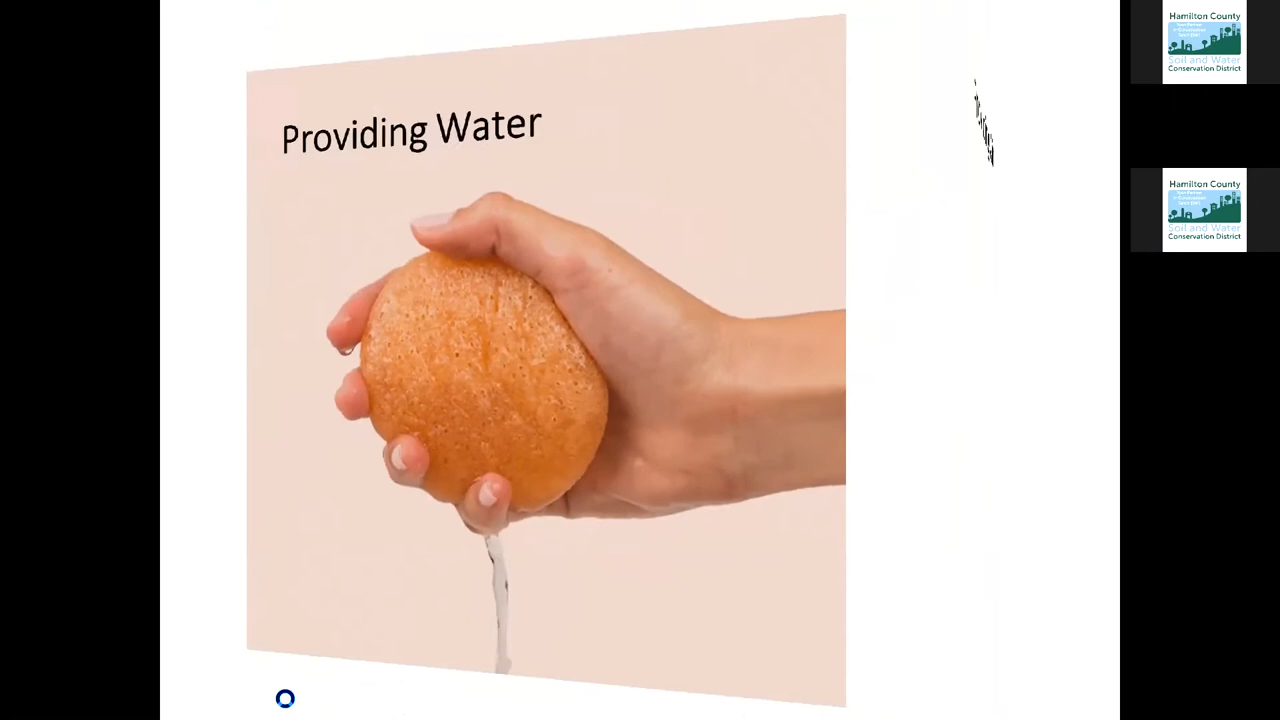 Providing Water
Hamilton County
Soil and Water
Conservation District
Hamilton County
Soil and Water
Conservation District